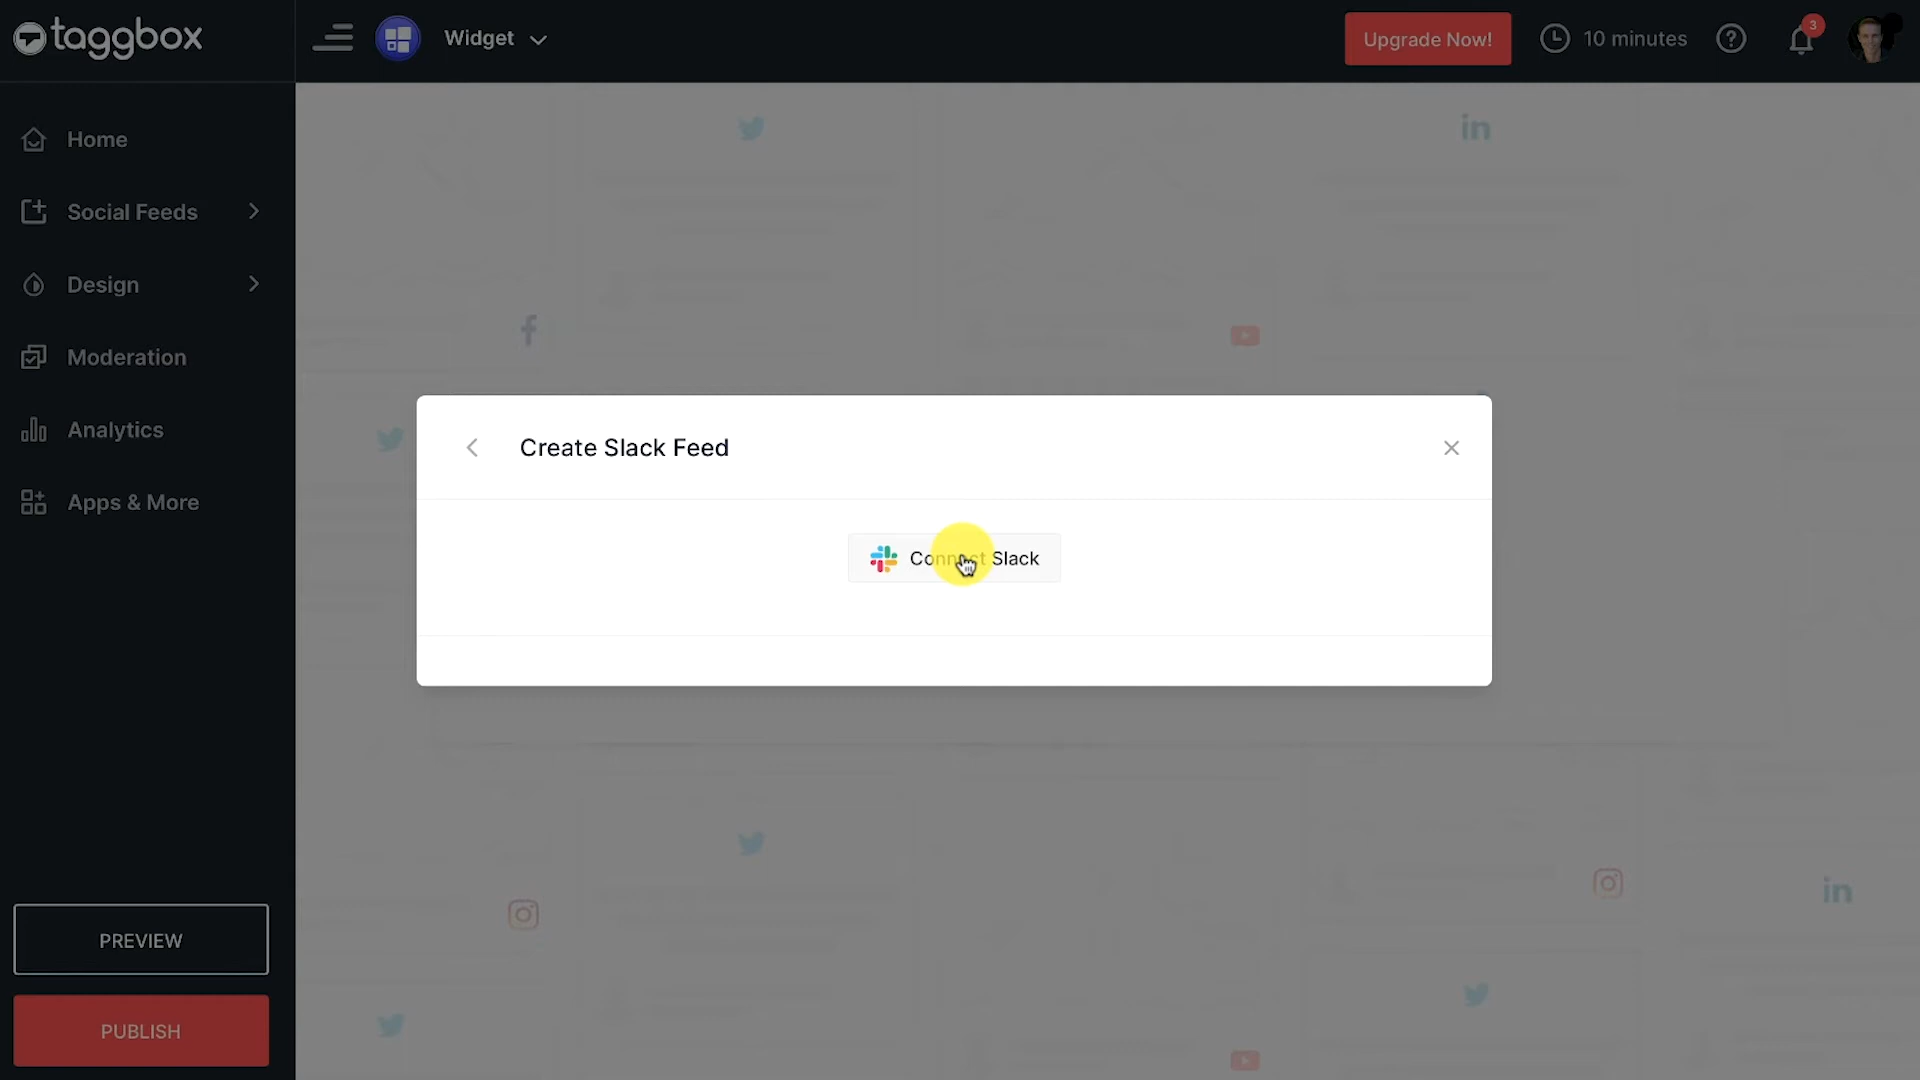 taggbox
Widget
Upgrade Now!
10 minutes
3
Home
Social Feeds
Design
Moderation
Analytics
Apps & More
Create Slack Feed
Connect Slack
PREVIEW
PUBLISH